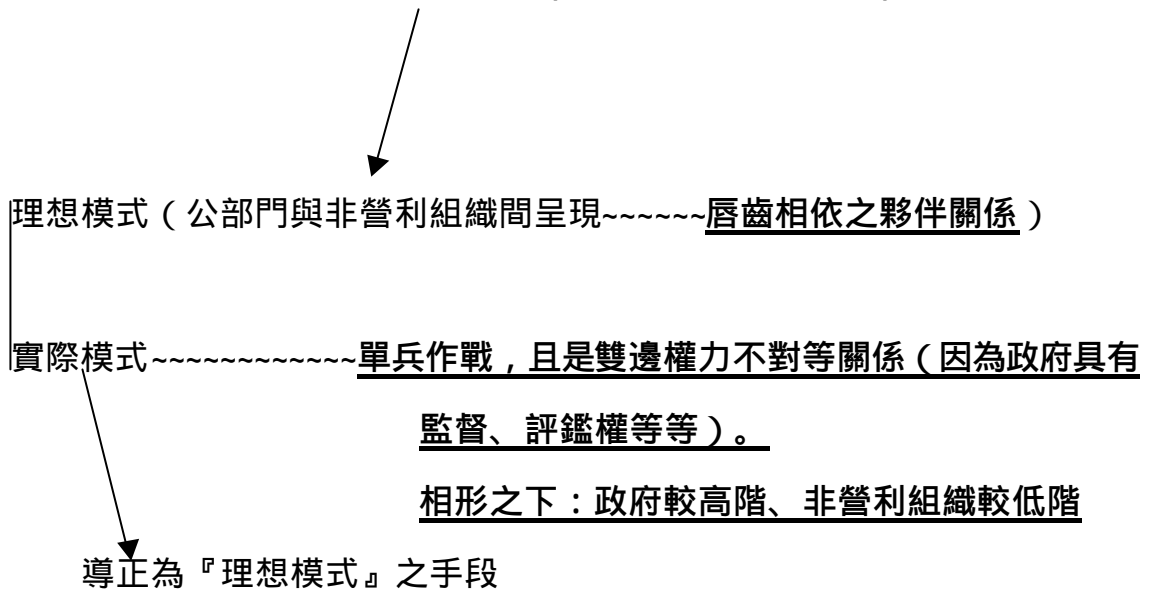 理想模式（公部門與非營利組織間呈現~~~~~~唇齒相依之夥伴關係）
實際模式~~~~~~~~~~~~單兵作戰，且是雙邊權力不對等關係（因為政府具有
監督、評鑑權等等）。
相形之下：政府較高階、非營利組織較低階
導正為『理想模式』之手段